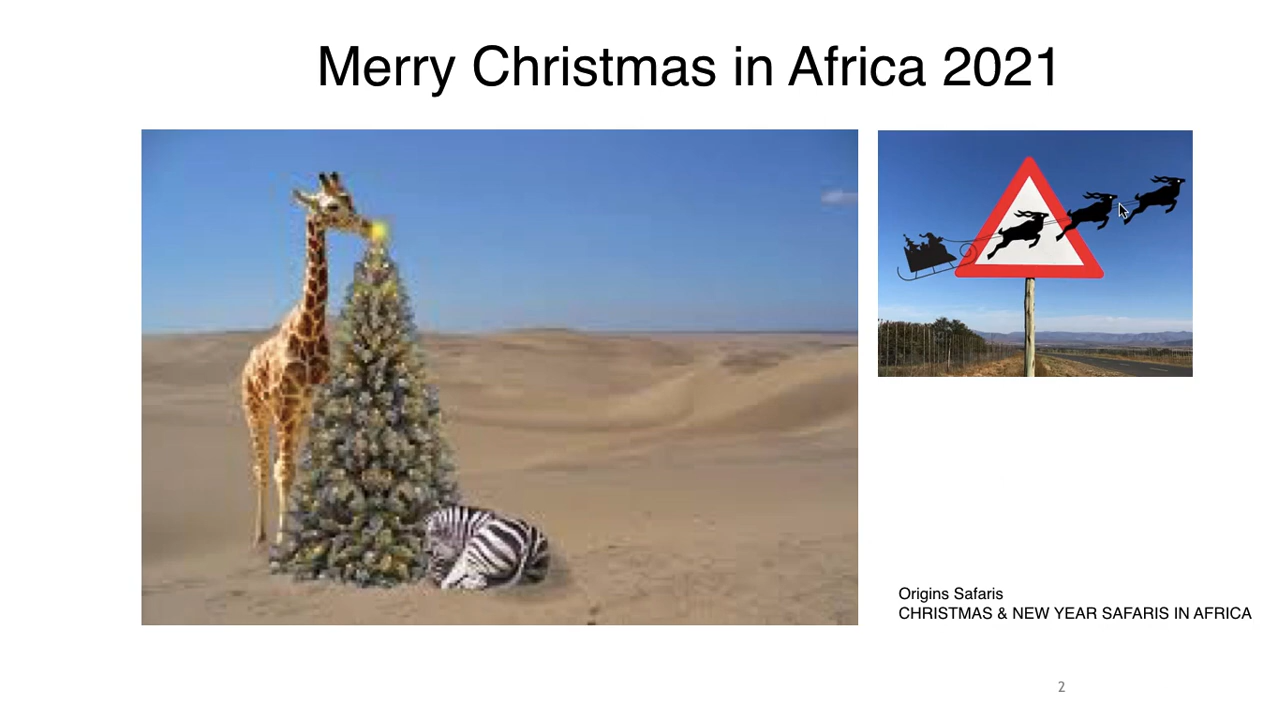 Merry Christmas in Africa 2021
Origins Safaris
CHRISTMAS & NEW YEAR SAFARIS IN AFRICA
2